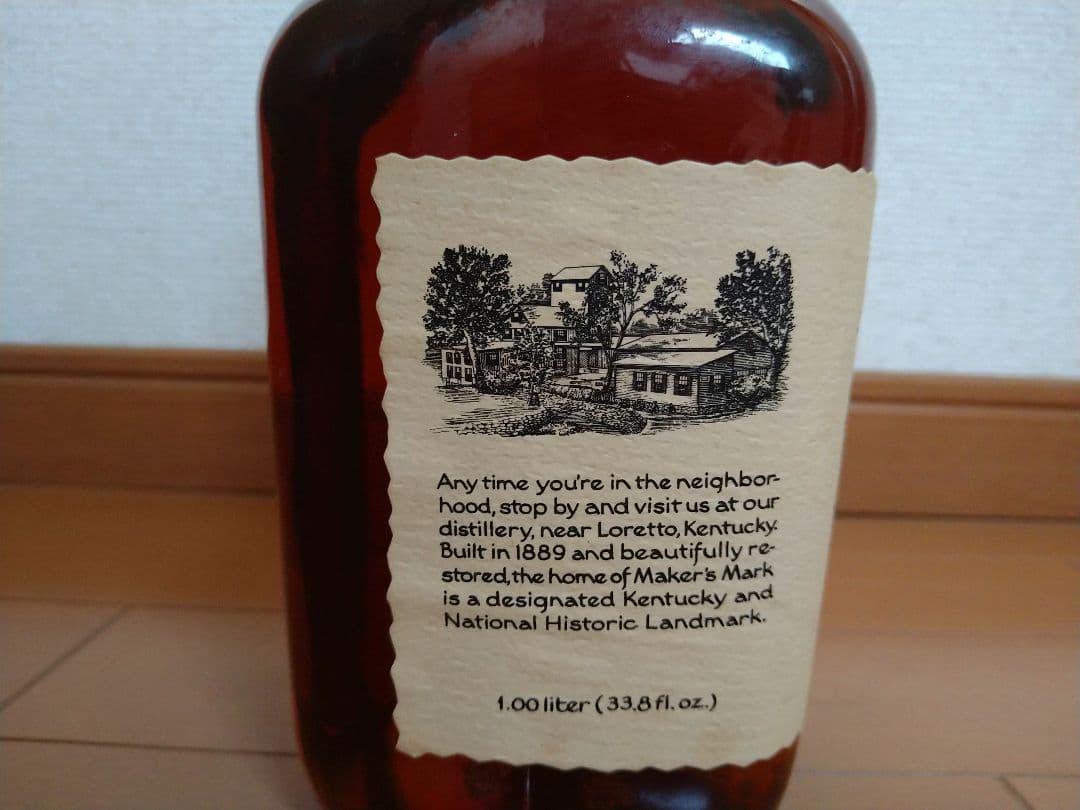 Any time you're in the neighbor-
hood, stop by and visit us at our
distillery, near Loretto, Kentucky.
Built in 1889 and beautifully re-
stored, the home of Maker's Mark
is a designated Kentucky and
National Historic Landmark.
1.00 liter (33.8 fl. oz.)